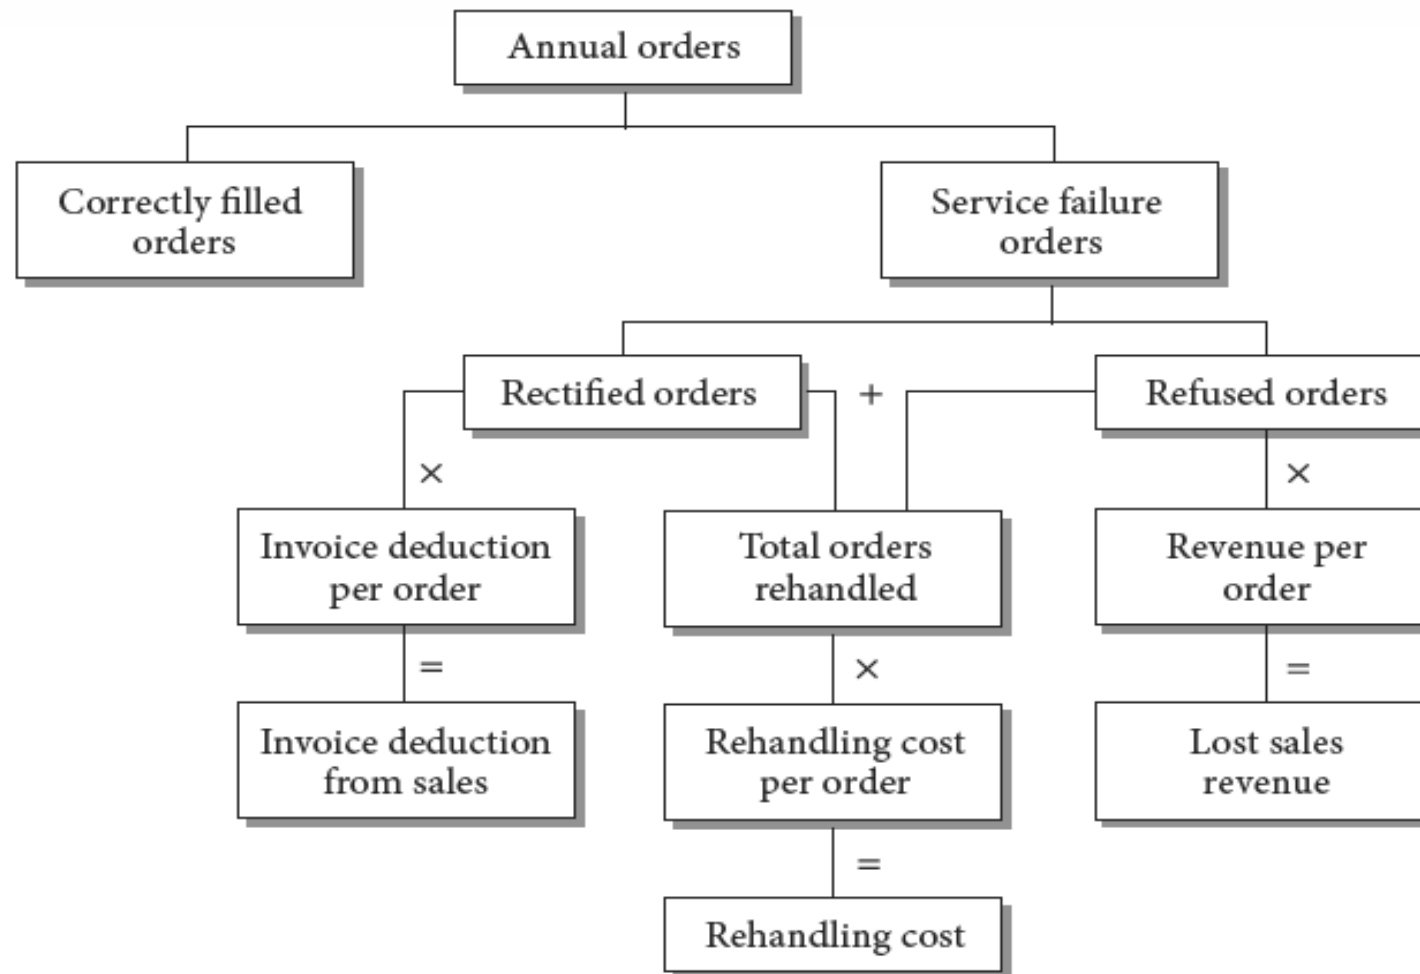 Annual orders
Correctly filled
orders
Service failure
orders
Rectified orders
+
Refused orders
×
×
Invoice deduction
per order
Total orders
rehandled
Revenue per
order
=
×
=
Invoice deduction
from sales
Rehandling cost
per order
Lost sales
revenue
=
Rehandling cost